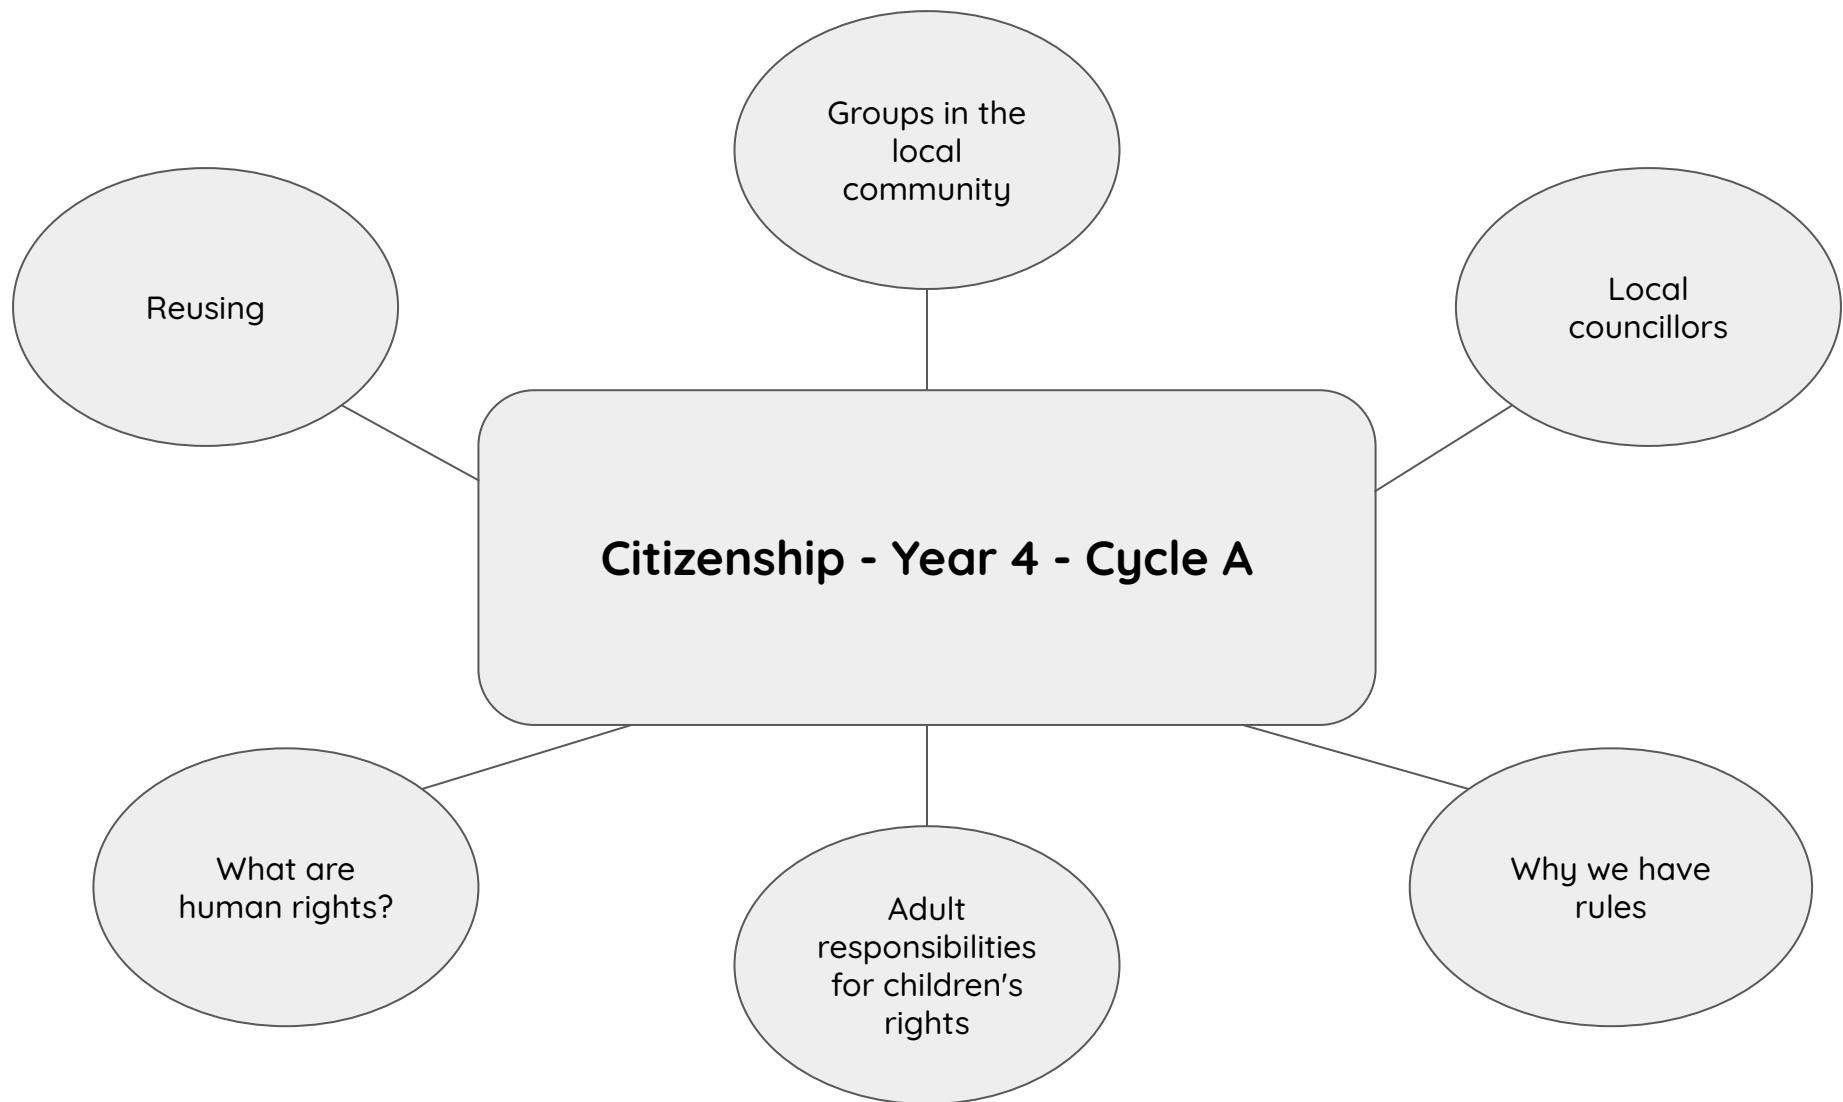 Groups in the
local
community
Reusing
Local
councillors
Citizenship - Year 4 - Cycle A
What are
human rights?
Adult
responsibilities
for children's
rights
Why we have
rules